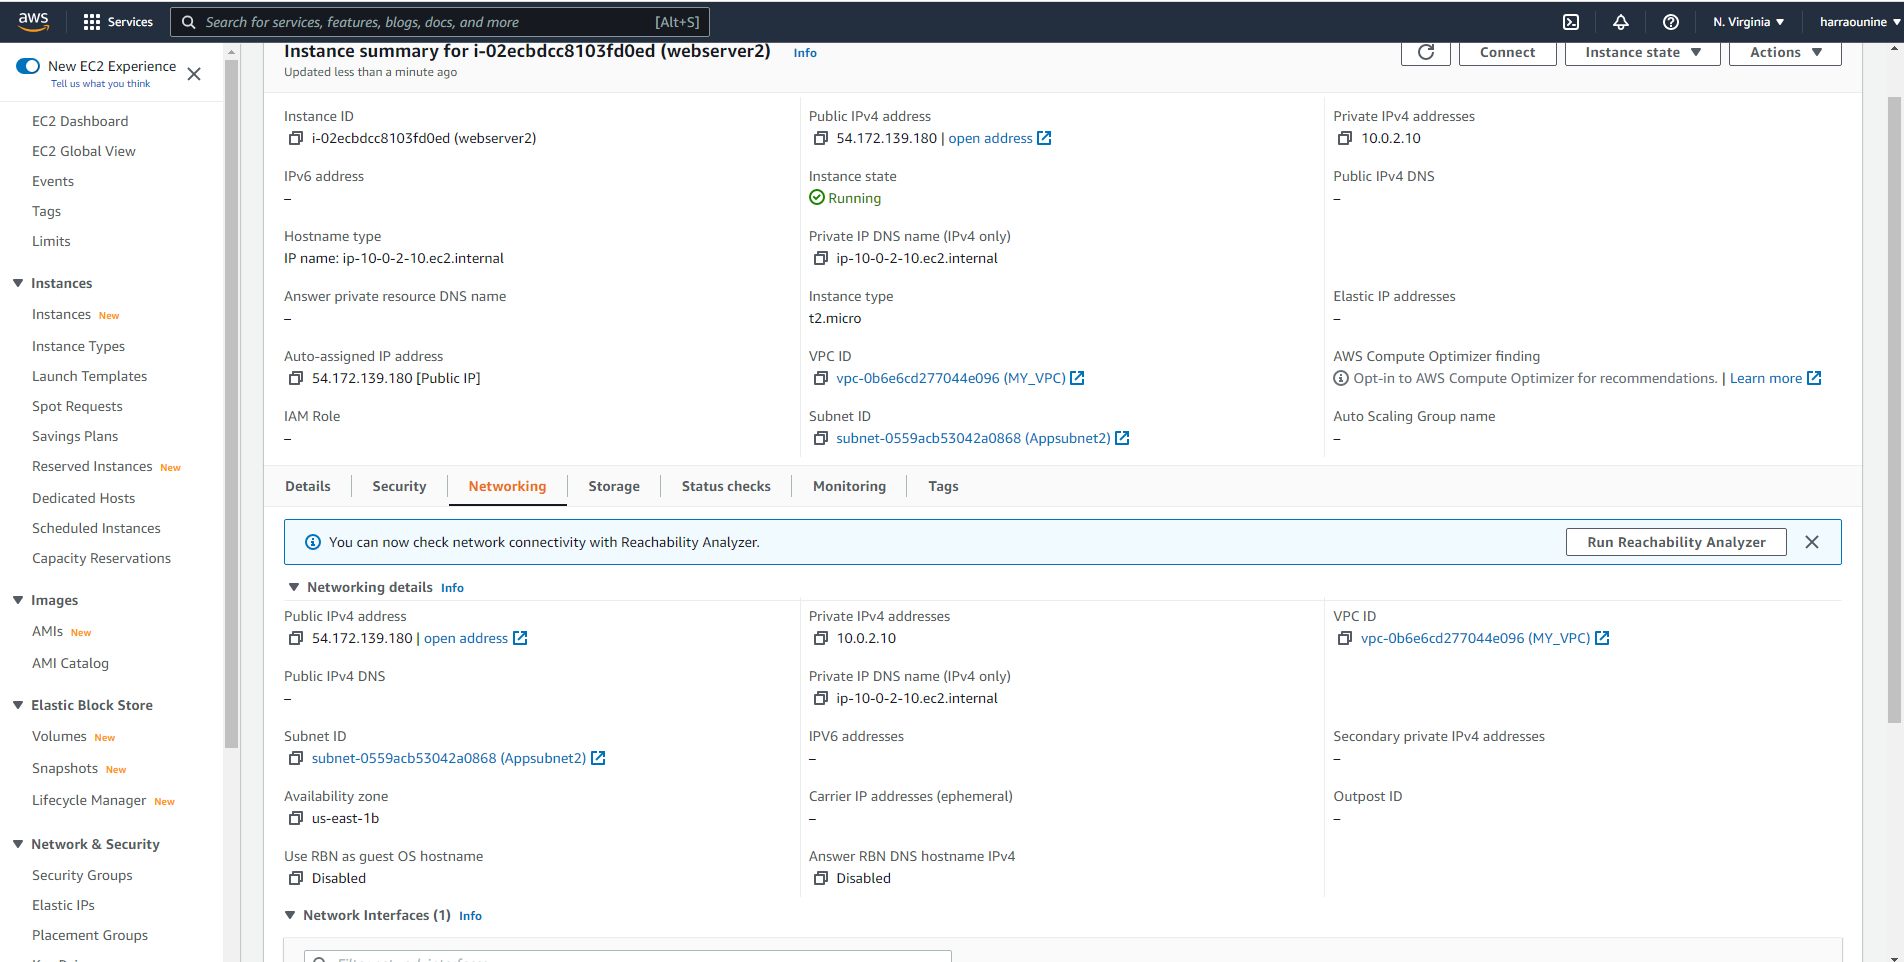 aws
Services
Search for services, features, blogs, docs, and more
[Alt+S]
N. Virginia
harraounine
New EC2 Experience
Tell us what you think
EC2 Dashboard
EC2 Global View
Events
Tags
Limits
Instances
Instances New
Instance Types
Launch Templates
Spot Requests
Savings Plans
Reserved Instances New
Dedicated Hosts
Scheduled Instances
Capacity Reservations
Images
AMIs New
AMI Catalog
Elastic Block Store
Volumes New
Snapshots New
Lifecycle Manager New
Network & Security
Security Groups
Elastic IPs
Placement Groups
Instance summary for i-02ecbdcc8103fd0ed (webserver2) Info
Updated less than a minute ago
Connect
Instance state
Actions
Instance ID
i-02ecbdcc8103fd0ed (webserver2)
Public IPv4 address
54.172.139.180 | open address
Private IPv4 addresses
10.0.2.10
IPv6 address
–
Instance state
Running
Public IPv4 DNS
–
Hostname type
IP name: ip-10-0-2-10.ec2.internal
Private IP DNS name (IPv4 only)
ip-10-0-2-10.ec2.internal
Answer private resource DNS name
–
Instance type
t2.micro
Elastic IP addresses
–
Auto-assigned IP address
54.172.139.180 [Public IP]
VPC ID
vpc-0b6e6cd277044e096 (MY_VPC)
AWS Compute Optimizer finding
Opt-in to AWS Compute Optimizer for recommendations. | Learn more
IAM Role
–
Subnet ID
subnet-0559acb53042a0868 (Appsubnet2)
Auto Scaling Group name
–
Details
Security
Networking
Storage
Status checks
Monitoring
Tags
You can now check network connectivity with Reachability Analyzer.
Run Reachability Analyzer
Networking details Info
Public IPv4 address
54.172.139.180 | open address
Private IPv4 addresses
10.0.2.10
VPC ID
vpc-0b6e6cd277044e096 (MY_VPC)
Public IPv4 DNS
–
Private IP DNS name (IPv4 only)
ip-10-0-2-10.ec2.internal
Subnet ID
subnet-0559acb53042a0868 (Appsubnet2)
IPV6 addresses
–
Secondary private IPv4 addresses
–
Availability zone
us-east-1b
Carrier IP addresses (ephemeral)
–
Outpost ID
–
Use RBN as guest OS hostname
Disabled
Answer RBN DNS hostname IPv4
Disabled
Network Interfaces (1) Info